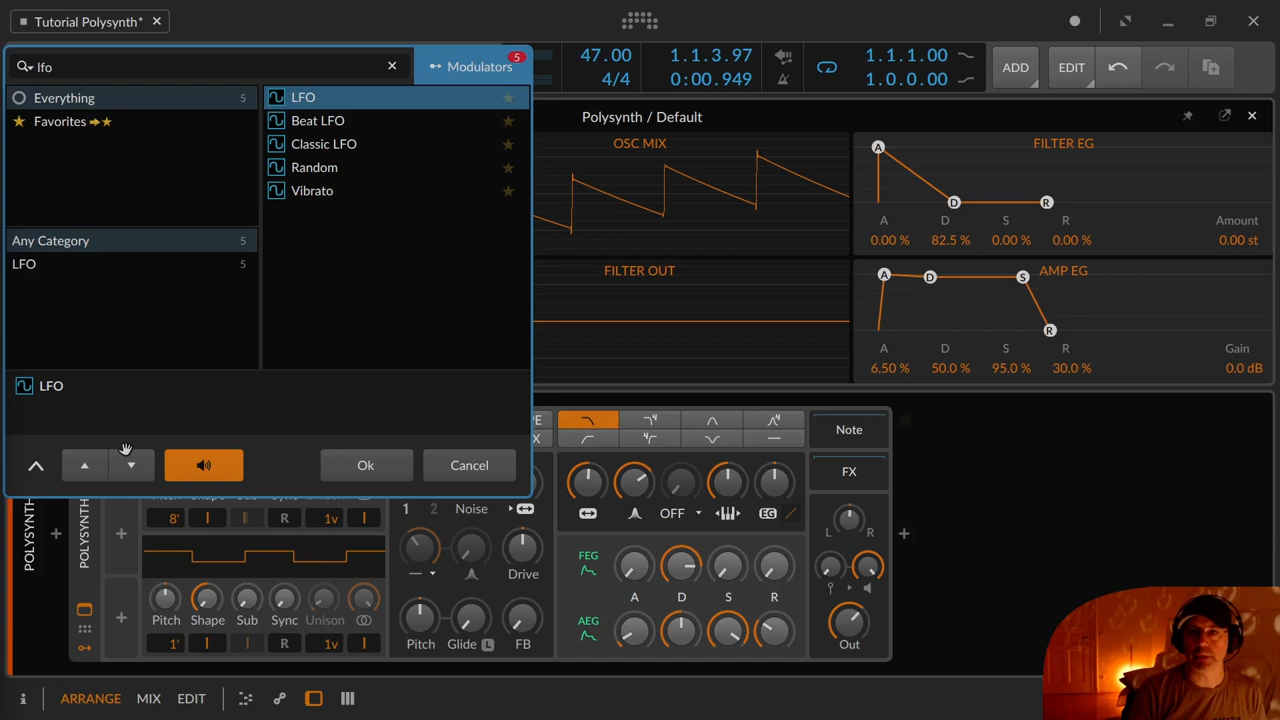 Tutorial Polysynth*
lfo
Modulators
5
47.00
4/4
1.1.3.97
0:00.949
1.1.1.00
1.0.0.00
ADD
EDIT
Everything 5
Favorites
Any Category 5
LFO 5
LFO
Beat LFO
Classic LFO
Random
Vibrato
LFO
Ok
Cancel
Polysynth / Default
OSC MIX
FILTER EG
A
D
R
A D S R
0.00 % 82.5 % 0.00 % 0.00 %
Amount
0.00 st
FILTER OUT
AMP EG
A
D
S
R
A D S R
6.50 % 50.0 % 95.0 % 30.0 %
Gain
0.0 dB
POLYSYNTH
8' R 1v
Pitch Shape Sub Sync Unison
1' R 1v
1 2 Noise
Drive
Pitch Glide L FB
OFF
EG
FEG
A D S R
AEG
Note
FX
L R
Out
ARRANGE MIX EDIT